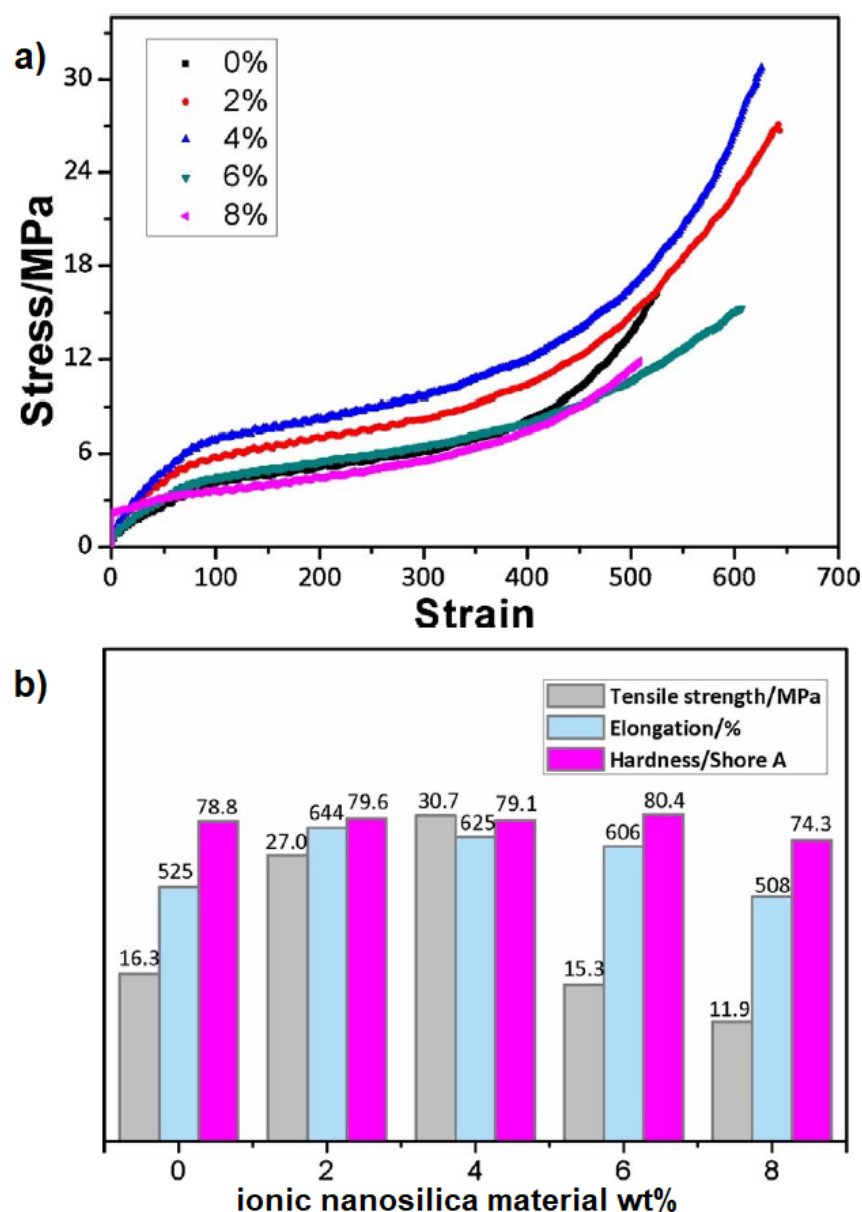 a)
Stress/MPa
30
24
18
12
6
0
0%
2%
4%
6%
8%
0 100 200 300 400 500 600 700
Strain
b)
Tensile strength/MPa
Elongation/%
Hardness/Shore A
16.3 525 78.8
27.0 644 79.6
30.7 625 79.1
15.3 606 80.4
11.9 508 74.3
0 2 4 6 8
ionic nanosilica material wt%